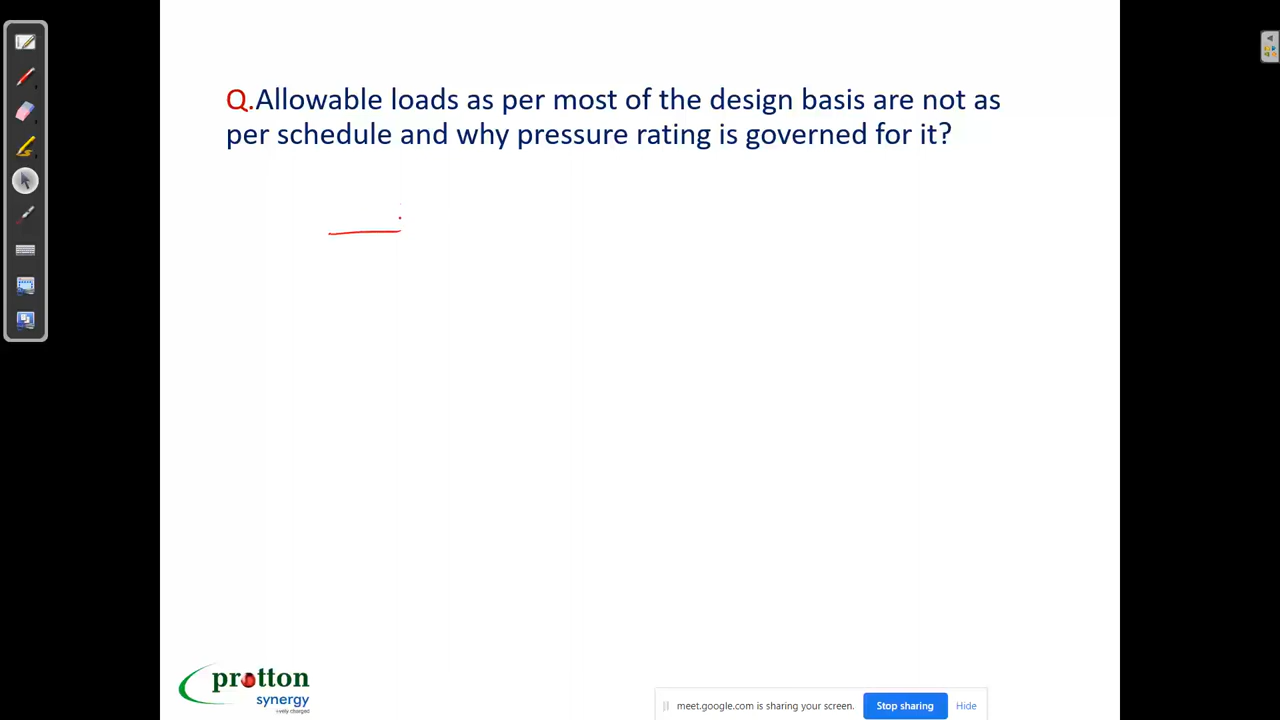 Q.Allowable loads as per most of the design basis are not as
per schedule and why pressure rating is governed for it?
protton
synergy
meet.google.com is sharing your screen.
Stop sharing
Hide